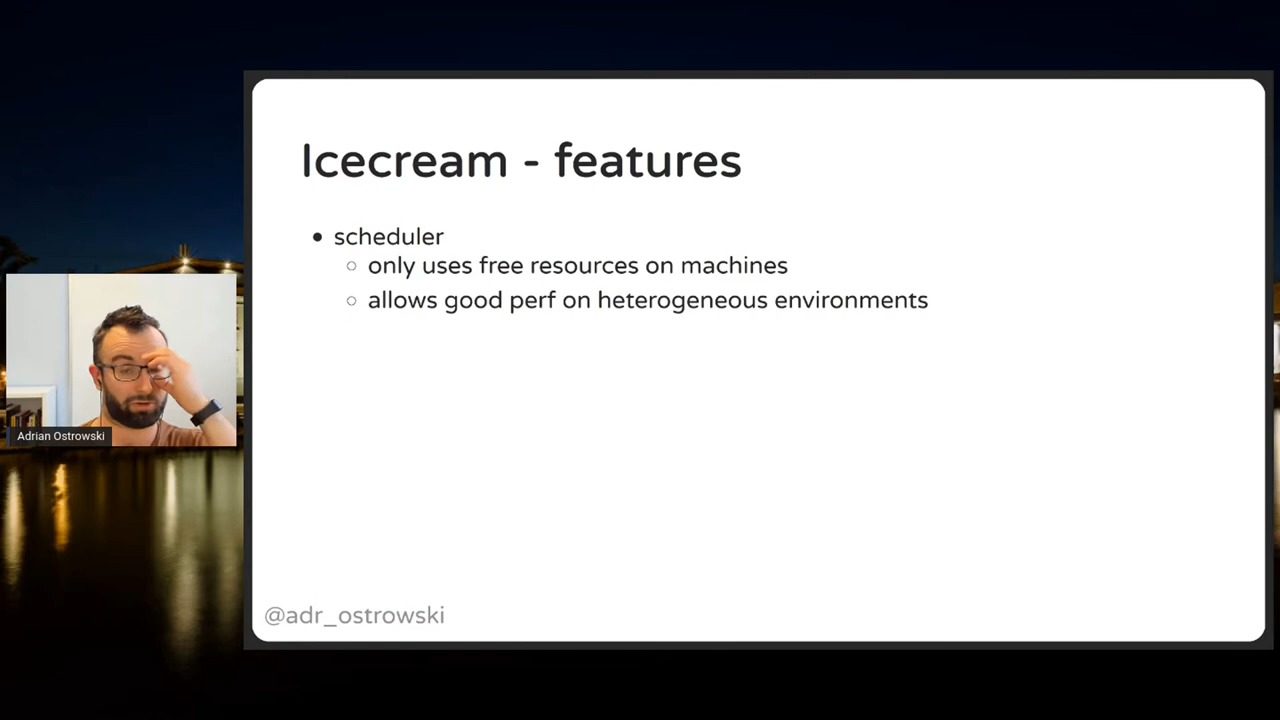 Icecream - features
• scheduler
○ only uses free resources on machines
○ allows good perf on heterogeneous environments
Adrian Ostrowski
@adr_ostrowski